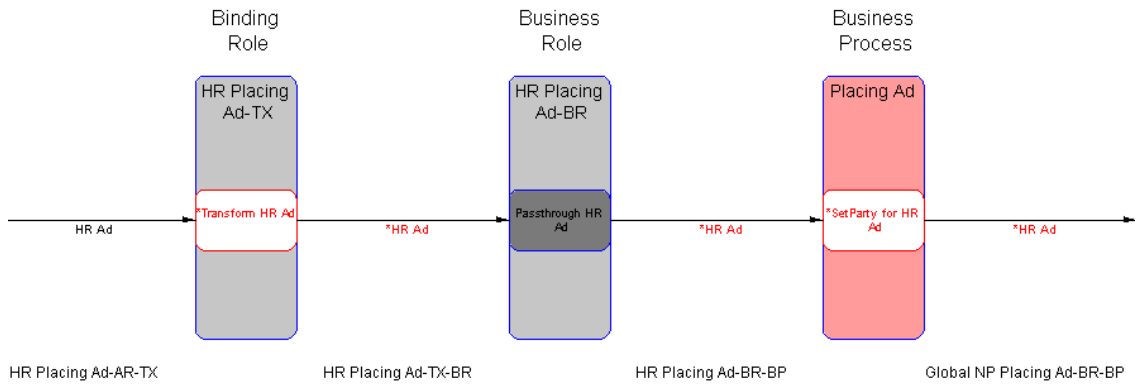 Binding
Role
Business
Role
Business
Process
HR Placing
Ad-TX
HR Placing
Ad-BR
Placing Ad
*Transform HR Ad
Passthrough HR
Ad
*SetParty for HR
Ad
HR Ad
*HR Ad
*HR Ad
*HR Ad
HR Placing Ad-AR-TX
HR Placing Ad-TX-BR
HR Placing Ad-BR-BP
Global NP Placing Ad-BR-BP